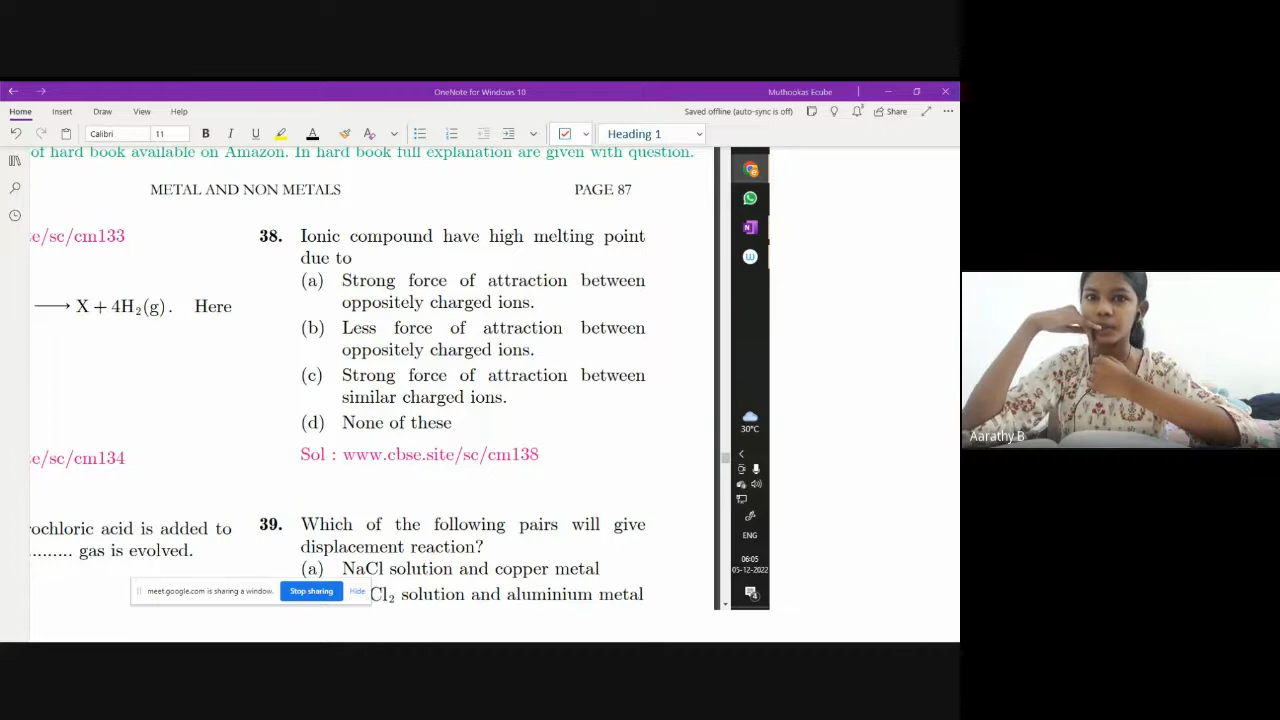 OneNote for Windows 10
Muthookas Ecube
Home Insert Draw View Help
Saved offline (auto-sync is off)
Share
Calibri 11 B I U A Heading 1
of hard book available on Amazon. In hard book full explanation are given with question.
METAL AND NON METALS PAGE 87
e/sc/cm133
⟶ X + 4H₂(g). Here
e/sc/cm134
ochloric acid is added to
......... gas is evolved.
38. Ionic compound have high melting point
due to
(a) Strong force of attraction between
oppositely charged ions.
(b) Less force of attraction between
oppositely charged ions.
(c) Strong force of attraction between
similar charged ions.
(d) None of these
Sol : www.cbse.site/sc/cm138
39. Which of the following pairs will give
displacement reaction?
(a) NaCl solution and copper metal
Cl₂ solution and aluminium metal
meet.google.com is sharing a window.
Stop sharing
Hide
30°C
ENG
06:05
05-12-2022
4
Aarathy B